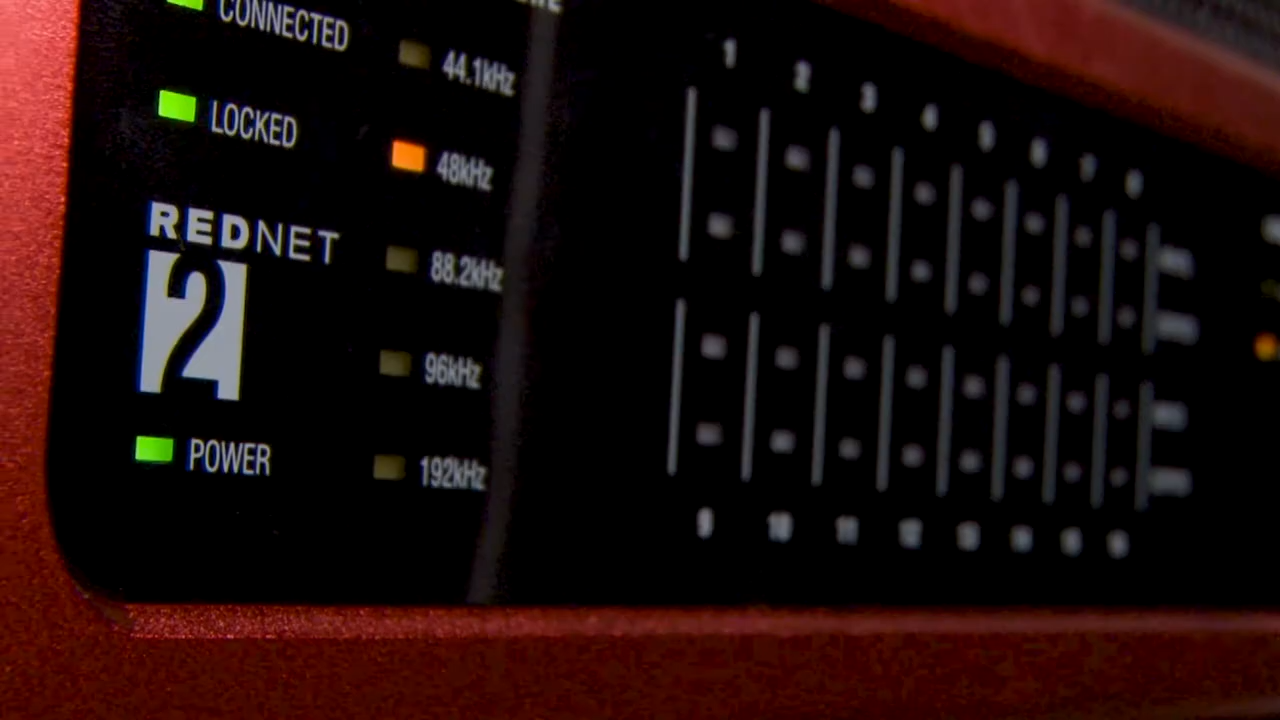 CONNECTED
LOCKED
REDNET
2
POWER
44.1kHz
48kHz
88.2kHz
96kHz
192kHz
1 2 3 4 5 6 7 8
9 10 11 12 13 14 15 16